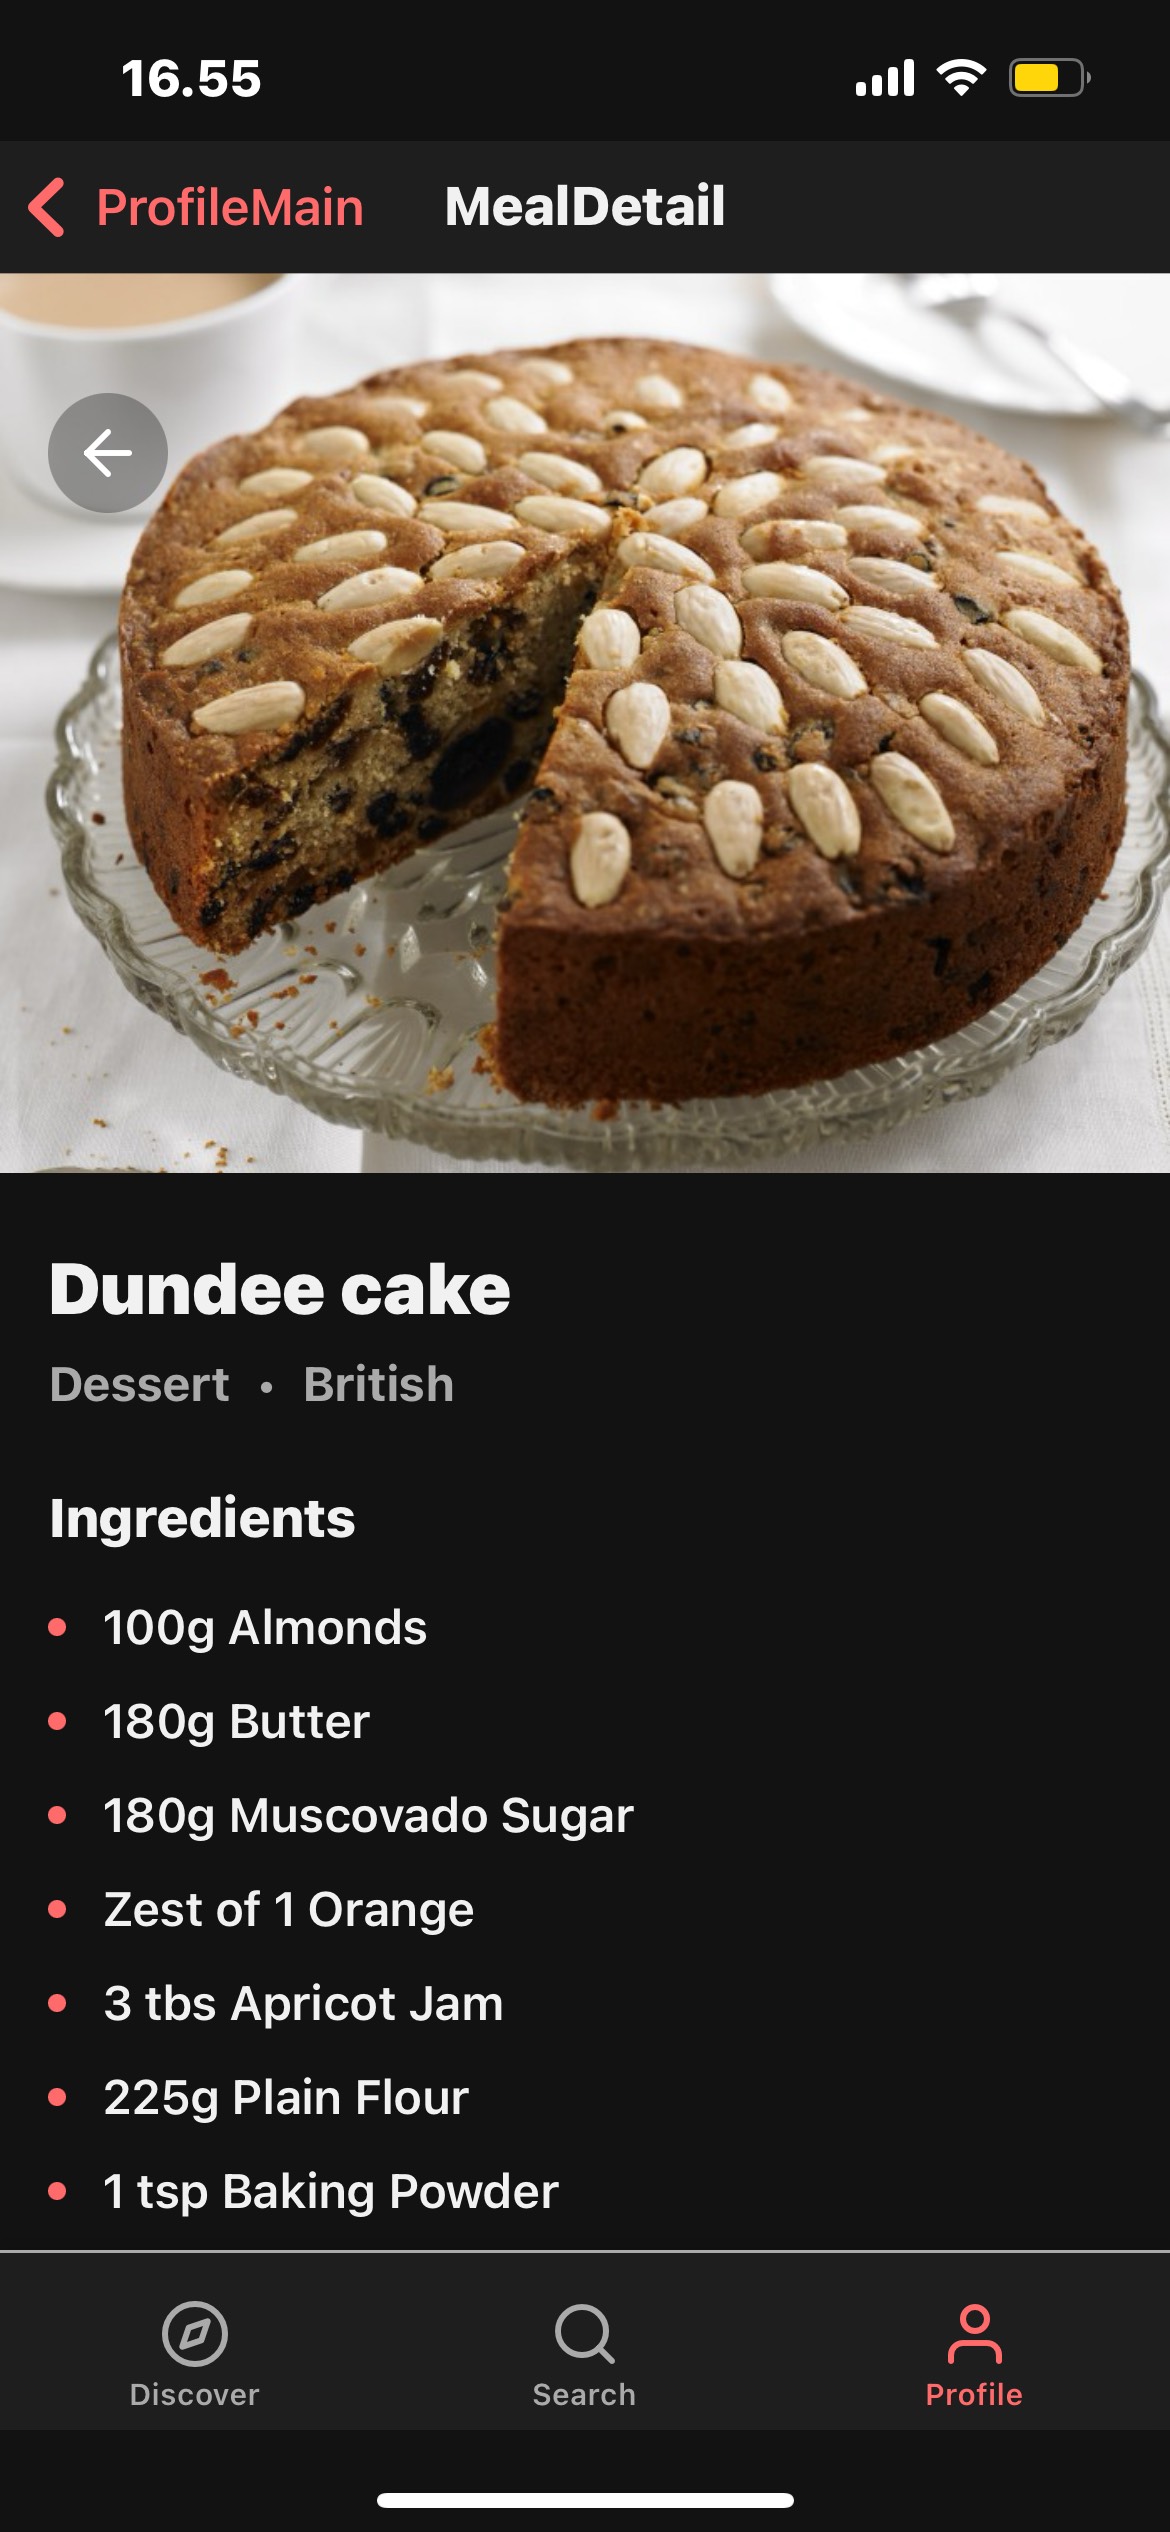 16.55
ProfileMain
MealDetail
Dundee cake
Dessert • British
Ingredients
• 100g Almonds
• 180g Butter
• 180g Muscovado Sugar
• Zest of 1 Orange
• 3 tbs Apricot Jam
• 225g Plain Flour
• 1 tsp Baking Powder
Discover
Search
Profile